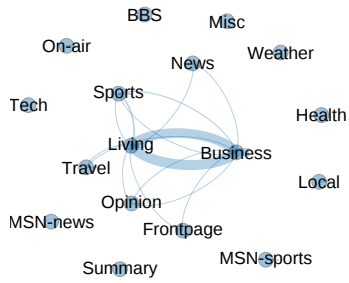 BBS
Misc
On-air
Weather
News
Sports
Tech
Health
Living
Business
Travel
Local
Opinion
MSN-news
Frontpage
MSN-sports
Summary